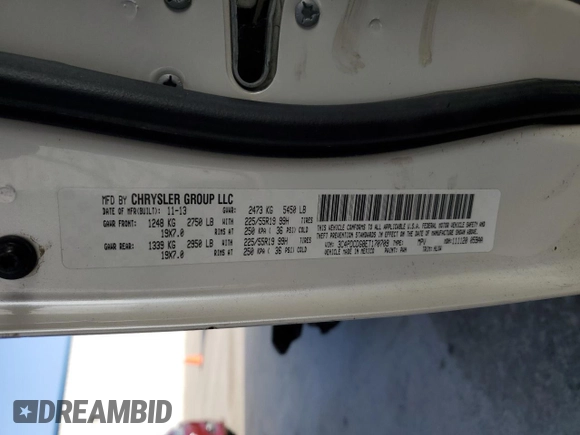 MFD BY CHRYSLER GROUP LLC
DATE OF MFR(BUILT): 11-13 GVWR: 2473 KG 5450 LB
GAWR FRONT: 1248 KG 2750 LB WITH 225/55R19 99H TIRES
19X7.0 RIMS AT 250 KPA ( 36 PSI) COLD
GAWR REAR: 1339 KG 2950 LB WITH 225/55R19 99H TIRES
19X7.0 RIMS AT 250 KPA ( 36 PSI) COLD
THIS VEHICLE CONFORMS TO ALL APPLICABLE U.S.A. FEDERAL MOTOR VEHICLE SAFETY AND
THEFT PREVENTION STANDARDS IN EFFECT ON THE DATE OF MANUFACTURE SHOWN ABOVE.
VIN: TYPE: MPV
VEHICLE MADE IN MEXICO PAINT: TRIM:
DREAMBID